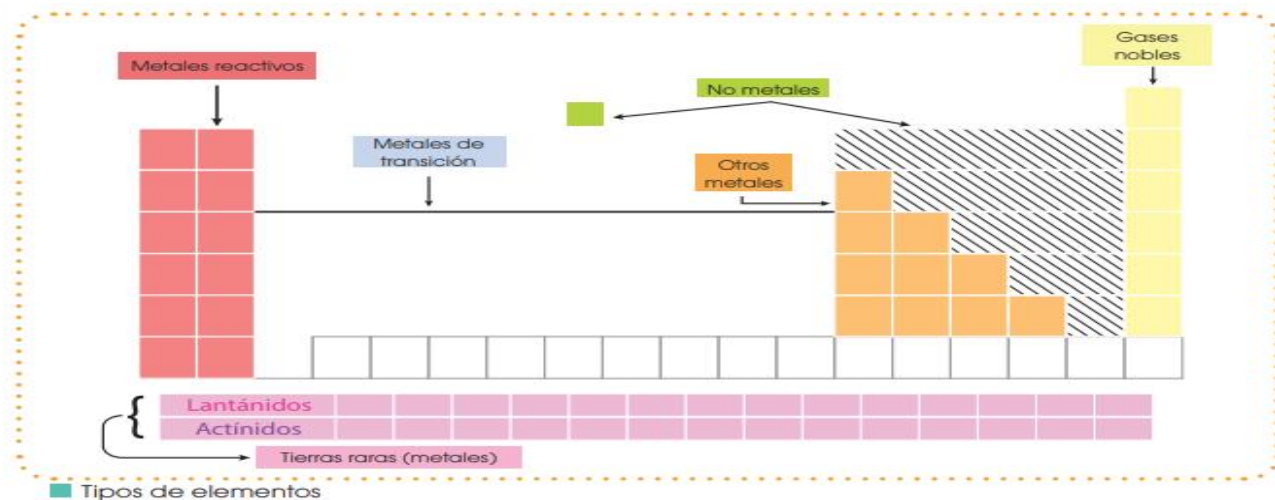 Gases
nobles
Metales reactivos
No metales
Metales de
transición
Otros
metales
Lantánidos
Actínidos
Tierras raras (metales)
Tipos de elementos